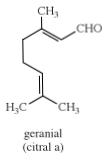 CH₃
CHO
H₃C CH₃
geranial
(citral a)